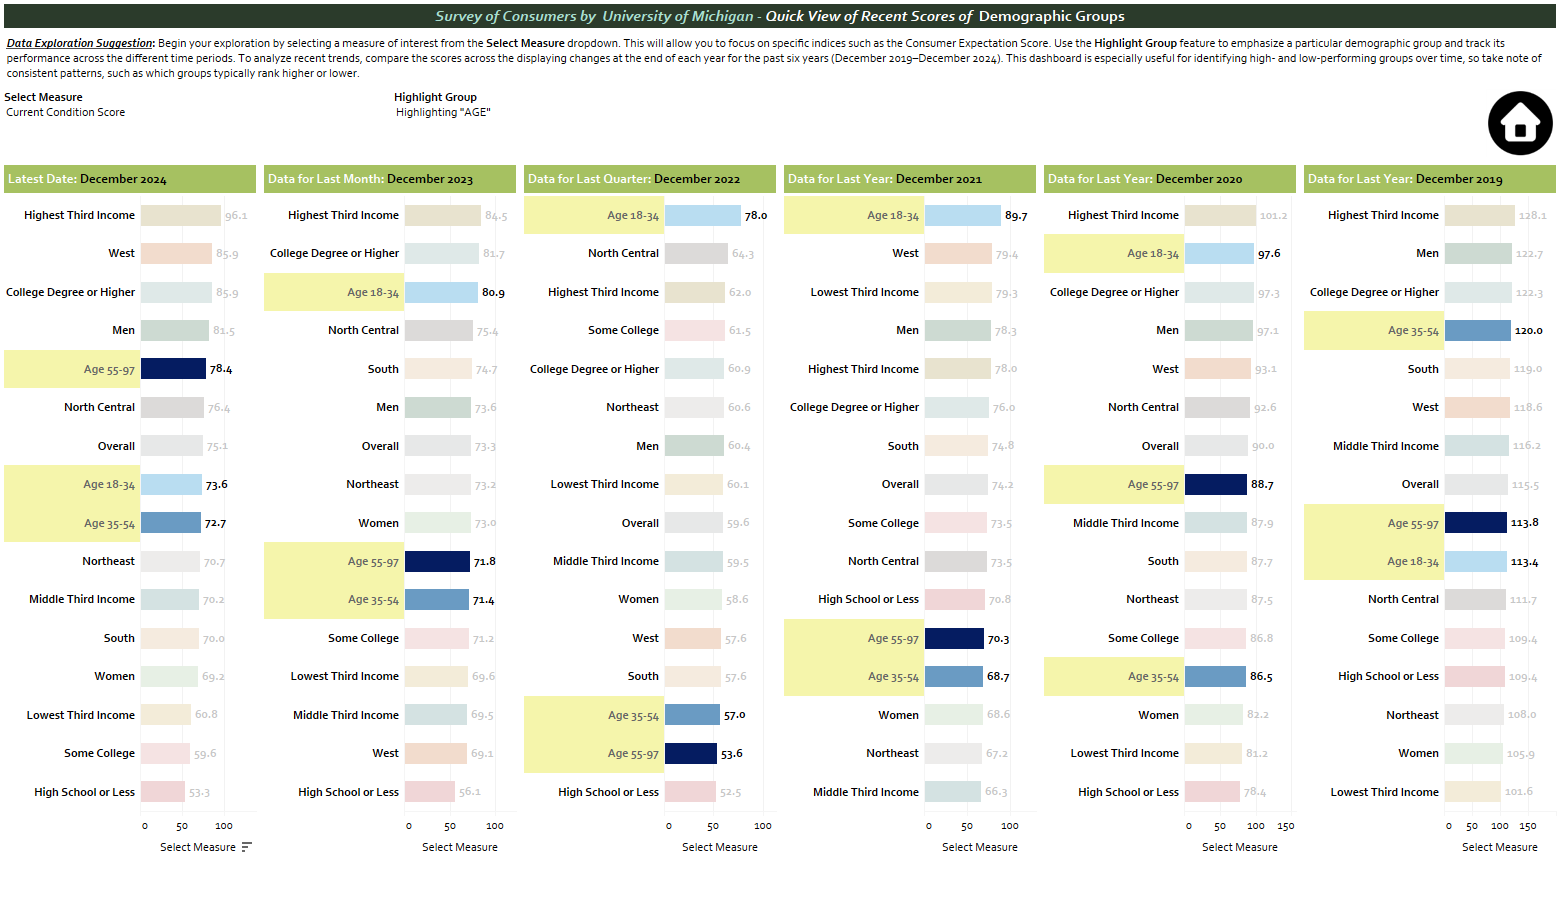 Survey of Consumers by University of Michigan - Quick View of Recent Scores of Demographic Groups
Data Exploration Suggestion: Begin your exploration by selecting a measure of interest from the Select Measure dropdown. This will allow you to focus on specific indices such as the Consumer Expectation Score. Use the Highlight Group feature to emphasize a particular demographic group and track its
performance across the different time periods. To analyze recent trends, compare the scores across the displaying changes at the end of each year for the past six years (December 2019–December 2024). This dashboard is especially useful for identifying high- and low-performing groups over time, so take note of
consistent patterns, such as which groups typically rank higher or lower.
Select Measure
Current Condition Score
Highlight Group
Highlighting "AGE"
Latest Date: December 2024
Highest Third Income 96.1
West 85.9
College Degree or Higher 85.9
Men 81.5
Age 55-97 78.4
North Central 76.4
Overall 75.1
Age 18-34 73.6
Age 35-54 72.7
Northeast 70.7
Middle Third Income 70.2
South 70.0
Women 69.2
Lowest Third Income 60.8
Some College 59.6
High School or Less 53.3
0 50 100
Select Measure
Data for Last Month: December 2023
Highest Third Income 84.5
College Degree or Higher 81.7
Age 18-34 80.9
North Central 75.4
South 74.7
Men 73.6
Overall 73.3
Northeast 73.2
Women 73.0
Age 55-97 71.8
Age 35-54 71.4
Some College 71.2
Lowest Third Income 69.6
Middle Third Income 69.5
West 69.1
High School or Less 56.1
0 50 100
Select Measure
Data for Last Quarter: December 2022
Age 18-34 78.0
North Central 64.3
Highest Third Income 62.0
Some College 61.5
College Degree or Higher 60.9
Northeast 60.6
Men 60.4
Lowest Third Income 60.1
Overall 59.6
Middle Third Income 59.5
Women 58.6
West 57.6
South 57.6
Age 35-54 57.0
Age 55-97 53.6
High School or Less 52.5
0 50 100
Select Measure
Data for Last Year: December 2021
Age 18-34 89.7
West 79.4
Lowest Third Income 79.3
Men 78.3
Highest Third Income 78.0
College Degree or Higher 76.0
South 74.8
Overall 74.2
Some College 73.5
North Central 73.5
High School or Less 70.8
Age 55-97 70.3
Age 35-54 68.7
Women 68.6
Northeast 67.2
Middle Third Income 66.3
0 50 100
Select Measure
Data for Last Year: December 2020
Highest Third Income 101.2
Age 18-34 97.6
College Degree or Higher 97.3
Men 97.1
West 93.1
North Central 92.6
Overall 90.0
Age 55-97 88.7
Middle Third Income 87.9
South 87.7
Northeast 87.5
Some College 86.8
Age 35-54 86.5
Women 82.2
Lowest Third Income 81.2
High School or Less 78.4
0 50 100 150
Select Measure
Data for Last Year: December 2019
Highest Third Income 128.1
Men 122.7
College Degree or Higher 122.3
Age 35-54 120.0
South 119.0
West 118.6
Middle Third Income 116.2
Overall 115.5
Age 55-97 113.8
Age 18-34 113.4
North Central 111.7
Some College 109.4
High School or Less 109.4
Northeast 108.0
Women 105.9
Lowest Third Income 101.6
0 50 100 150
Select Measure